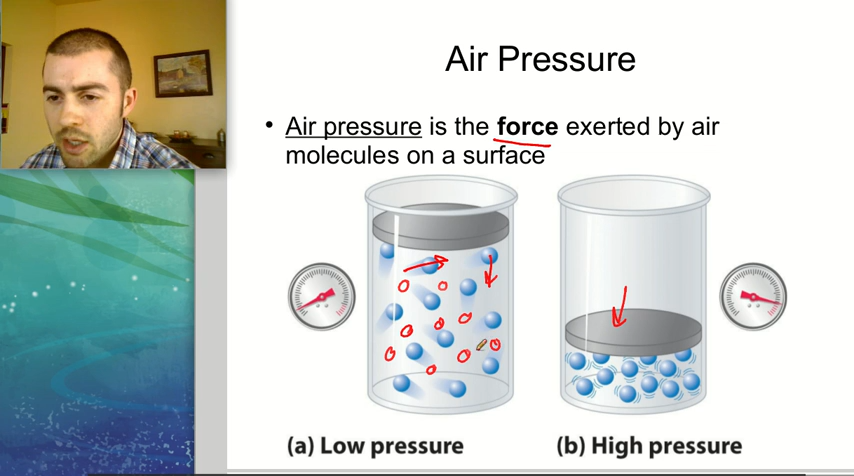 Air Pressure
• Air pressure is the force exerted by air
molecules on a surface
(a) Low pressure
(b) High pressure